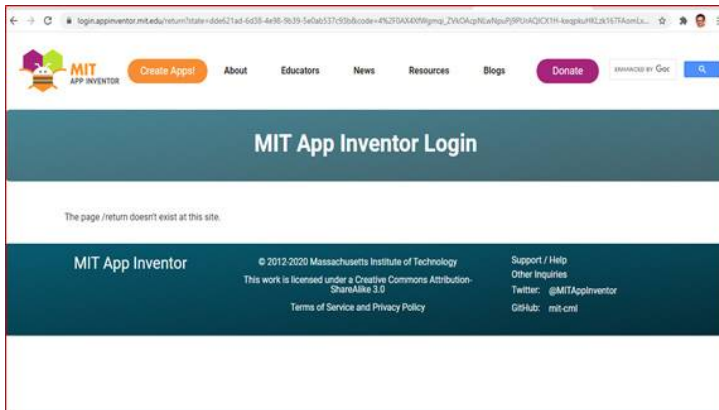 login.appinventor.mit.edu/return?state=
MIT
APP INVENTOR
Create Apps!
About
Educators
News
Resources
Blogs
Donate
ENHANCED BY Goo
MIT App Inventor Login
The page /return doesn't exist at this site.
MIT App Inventor
© 2012-2020 Massachusetts Institute of Technology
This work is licensed under a Creative Commons Attribution-
ShareAlike 3.0
Terms of Service and Privacy Policy
Support / Help
Other Inquiries
Twitter: @MITAppInventor
GitHub: mit-cml